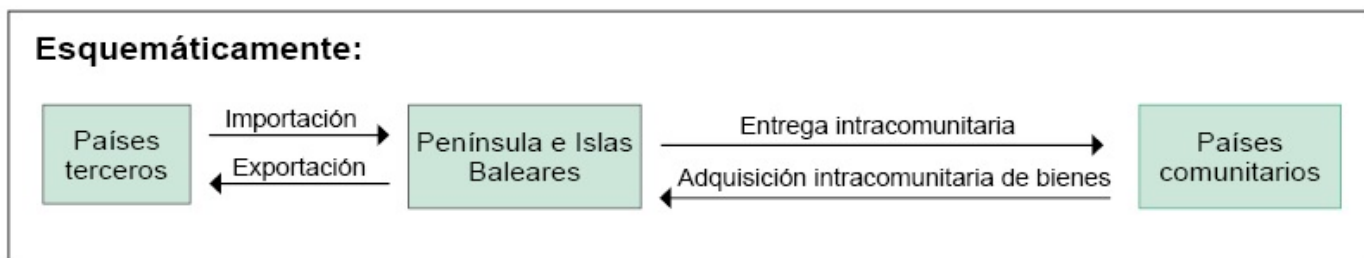 Esquemáticamente:
Países
terceros
Importación
Exportación
Península e Islas
Baleares
Entrega intracomunitaria
Adquisición intracomunitaria de bienes
Países
comunitarios